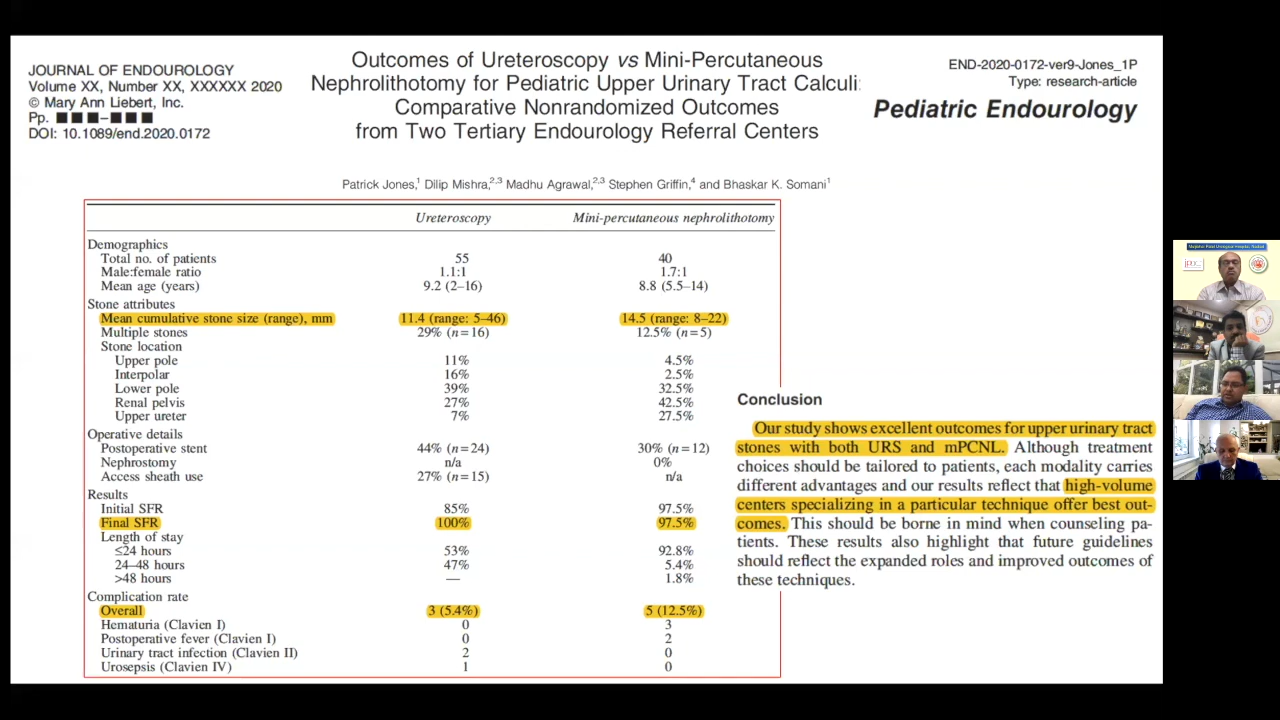 JOURNAL OF ENDOUROLOGY
Volume XX, Number XX, XXXXXX 2020
© Mary Ann Liebert, Inc.
Pp. ■■■–■■■
DOI: 10.1089/end.2020.0172
Outcomes of Ureteroscopy vs Mini-Percutaneous
Nephrolithotomy for Pediatric Upper Urinary Tract Calculi:
Comparative Nonrandomized Outcomes
from Two Tertiary Endourology Referral Centers
END-2020-0172-ver9-Jones_1P
Type: research-article
Pediatric Endourology
Patrick Jones,1 Dilip Mishra,2,3 Madhu Agrawal,2,3 Stephen Griffin,4 and Bhaskar K. Somani1
Ureteroscopy Mini-percutaneous nephrolithotomy
Demographics
Total no. of patients 55 40
Male:female ratio 1.1:1 1.7:1
Mean age (years) 9.2 (2–16) 8.8 (5.5–14)
Stone attributes
Mean cumulative stone size (range), mm 11.4 (range: 5–46) 14.5 (range: 8–22)
Multiple stones 29% (n=16) 12.5% (n=5)
Stone location
Upper pole 11% 4.5%
Interpolar 16% 2.5%
Lower pole 39% 32.5%
Renal pelvis 27% 42.5%
Upper ureter 7% 27.5%
Operative details
Postoperative stent 44% (n=24) 30% (n=12)
Nephrostomy n/a 0%
Access sheath use 27% (n=15) n/a
Results
Initial SFR 85% 97.5%
Final SFR 100% 97.5%
Length of stay
≤24 hours 53% 92.8%
24–48 hours 47% 5.4%
>48 hours — 1.8%
Complication rate
Overall 3 (5.4%) 5 (12.5%)
Hematuria (Clavien I) 0 3
Postoperative fever (Clavien I) 0 2
Urinary tract infection (Clavien II) 2 0
Urosepsis (Clavien IV) 1 0
Conclusion
Our study shows excellent outcomes for upper urinary tract
stones with both URS and mPCNL. Although treatment
choices should be tailored to patients, each modality carries
different advantages and our results reflect that high-volume
centers specializing in a particular technique offer best out-
comes. This should be borne in mind when counseling pa-
tients. These results also highlight that future guidelines
should reflect the expanded roles and improved outcomes of
these techniques.